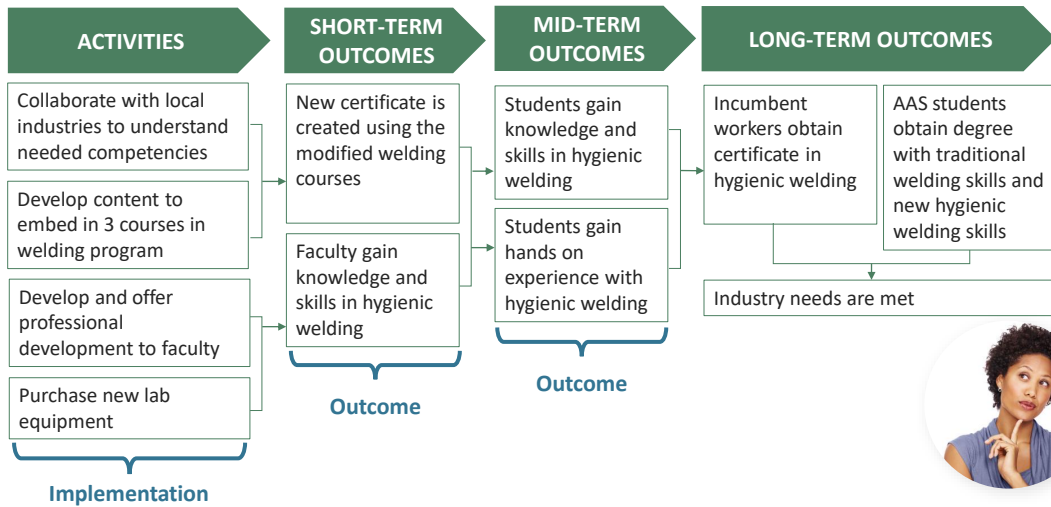 ACTIVITIES
SHORT-TERM
OUTCOMES
MID-TERM
OUTCOMES
LONG-TERM OUTCOMES
Collaborate with local
industries to understand
needed competencies
Develop content to
embed in 3 courses in
welding program
Develop and offer
professional
development to faculty
Purchase new lab
equipment
Implementation
New certificate is
created using the
modified welding
courses
Faculty gain
knowledge and
skills in hygienic
welding
Outcome
Students gain
knowledge and
skills in hygienic
welding
Students gain
hands on
experience with
hygienic welding
Outcome
Incumbent
workers obtain
certificate in
hygienic welding
AAS students
obtain degree
with traditional
welding skills and
new hygienic
welding skills
Industry needs are met